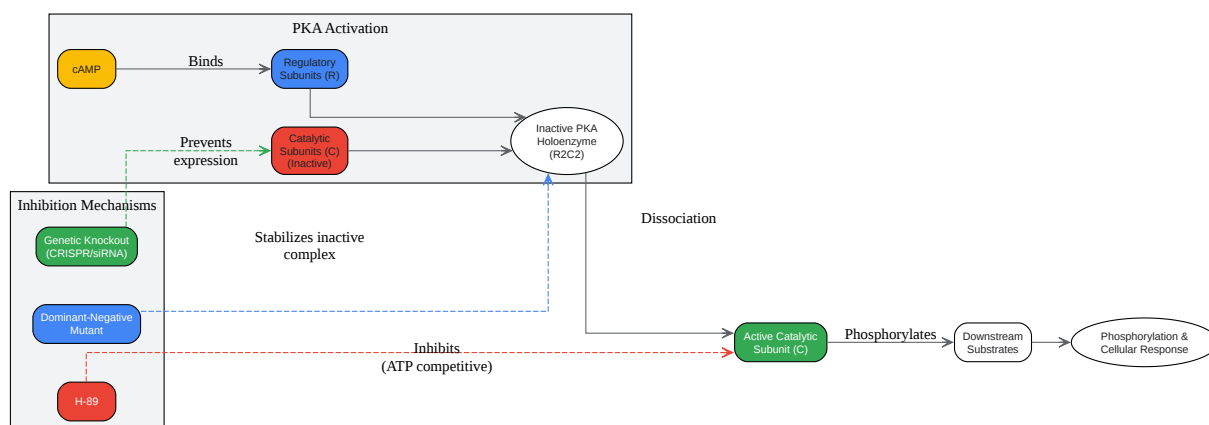 PKA Activation
cAMP
Binds
Regulatory
Subunits (R)
Catalytic
Subunits (C)
(Inactive)
Inactive PKA
Holoenzyme
(R2C2)
Prevents
expression
Inhibition Mechanisms
Genetic Knockout
(CRISPR/siRNA)
Stabilizes inactive
complex
Dissociation
Dominant-Negative
Mutant
Inhibits
(ATP competitive)
H-89
Active Catalytic
Subunit (C)
Phosphorylates
Downstream
Substrates
Phosphorylation &
Cellular Response